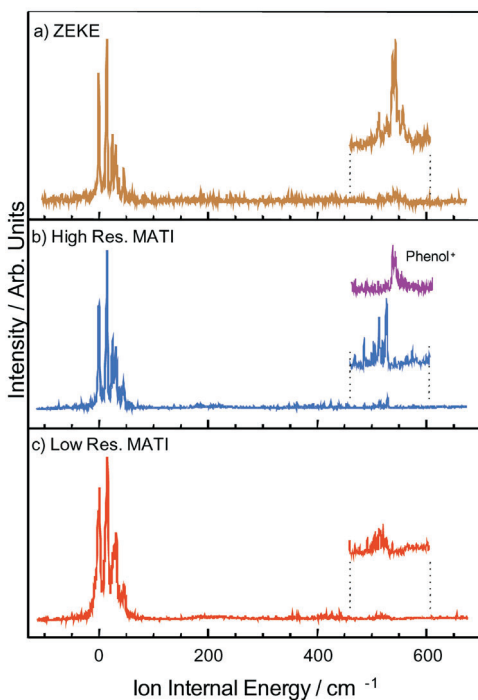 a) ZEKE
b) High Res. MATI
Phenol⁺
c) Low Res. MATI
Intensity / Arb. Units
0 200 400 600
Ion Internal Energy / cm ⁻¹